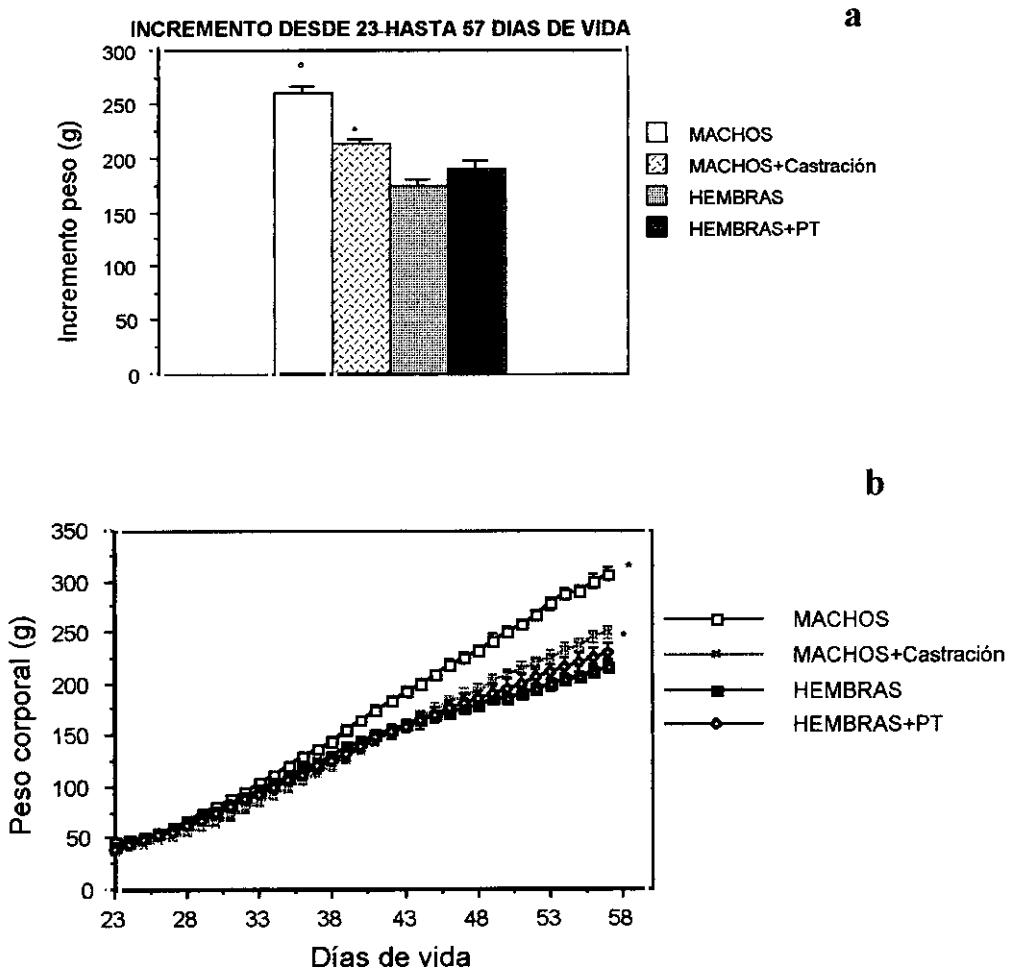 a
INCREMENTO DESDE 23-HASTA 57 DIAS DE VIDA
300
250
200
150
100
50
0
Incremento peso (g)
*
MACHOS
MACHOS+Castración
HEMBRAS
HEMBRAS+PT
b
350
300
250
200
150
100
50
0
Peso corporal (g)
*
MACHOS
MACHOS+Castración
HEMBRAS
HEMBRAS+PT
23 28 33 38 43 48 53 58
Días de vida